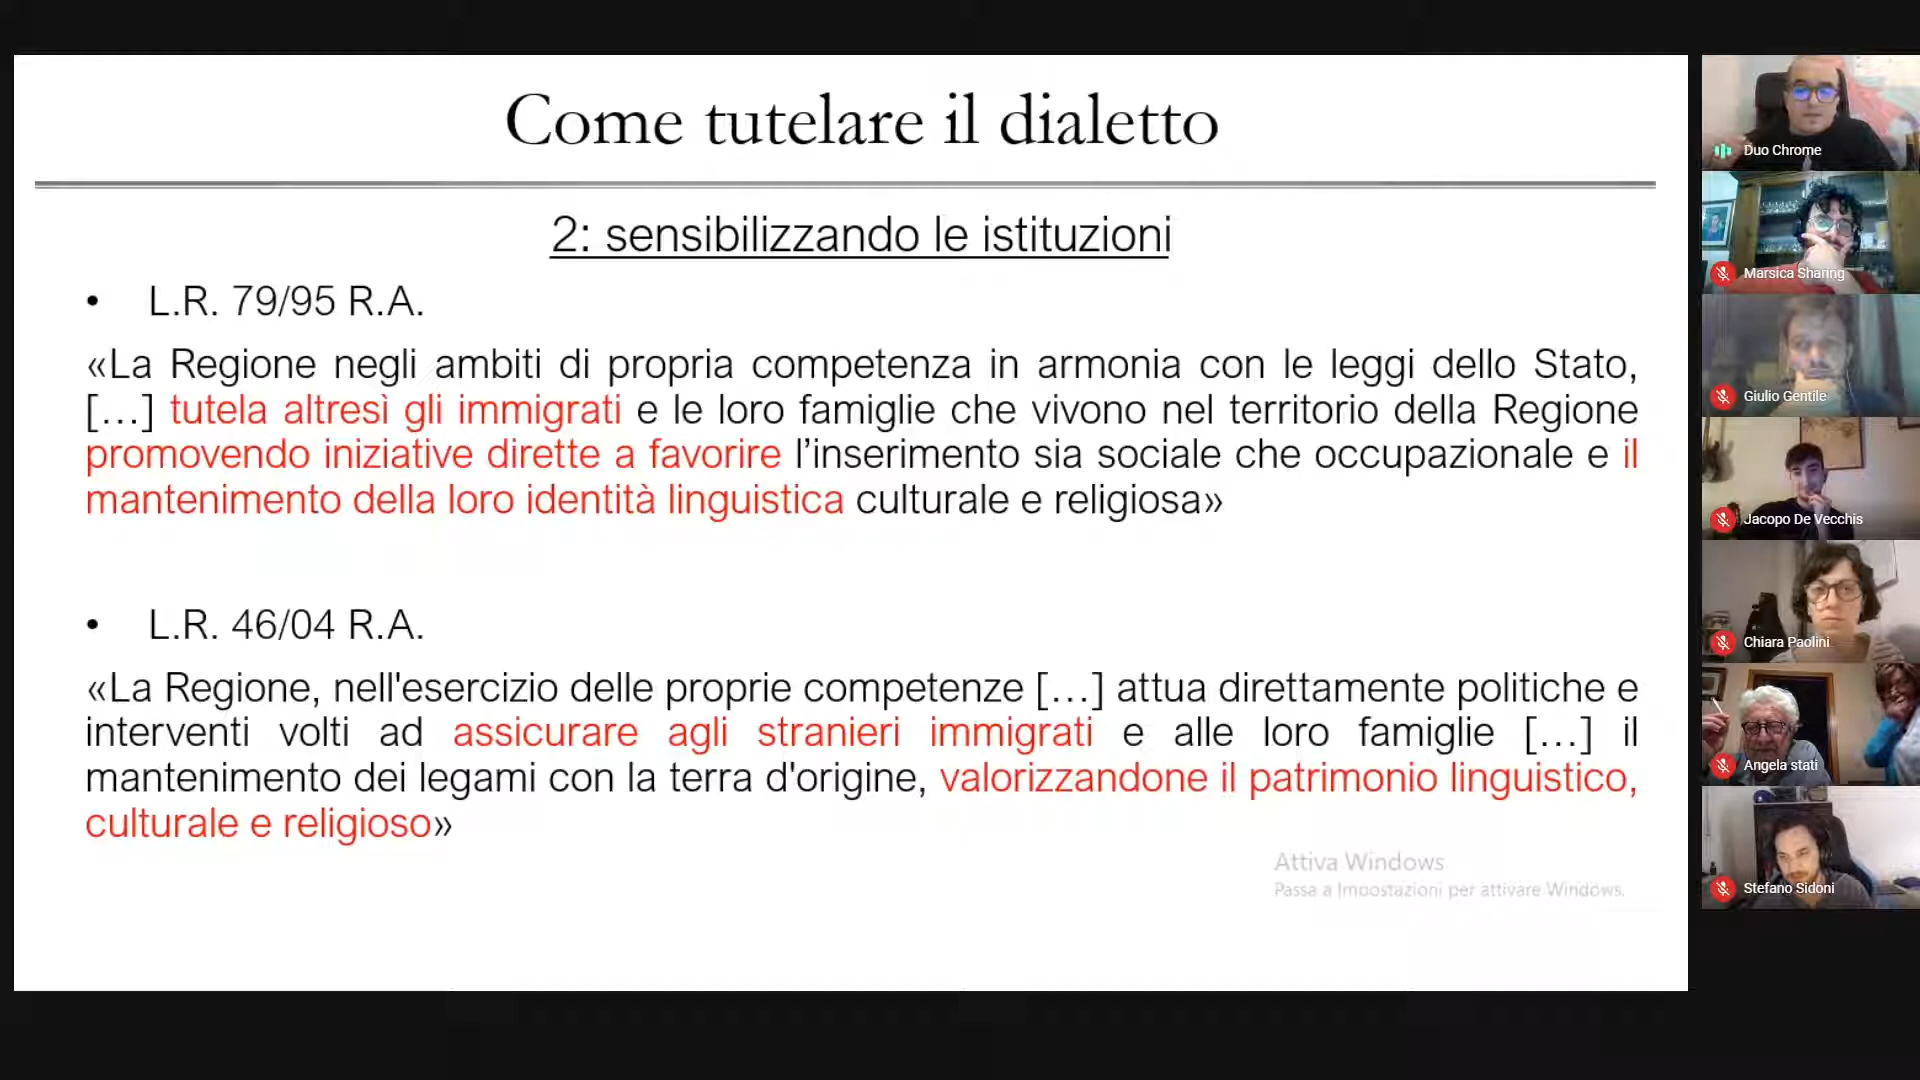 Come tutelare il dialetto
2: sensibilizzando le istituzioni
• L.R. 79/95 R.A.
«La Regione negli ambiti di propria competenza in armonia con le leggi dello Stato,
[…] tutela altresì gli immigrati e le loro famiglie che vivono nel territorio della Regione
promovendo iniziative dirette a favorire l’inserimento sia sociale che occupazionale e il
mantenimento della loro identità linguistica culturale e religiosa»
• L.R. 46/04 R.A.
«La Regione, nell'esercizio delle proprie competenze […] attua direttamente politiche e
interventi volti ad assicurare agli stranieri immigrati e alle loro famiglie […] il
mantenimento dei legami con la terra d'origine, valorizzandone il patrimonio linguistico,
culturale e religioso»
Attiva Windows
Passa a Impostazioni per attivare Windows.
Duo Chrome
Marsica Sharing
Giulio Gentile
Jacopo De Vecchis
Chiara Paolini
Angela stati
Stefano Sidoni